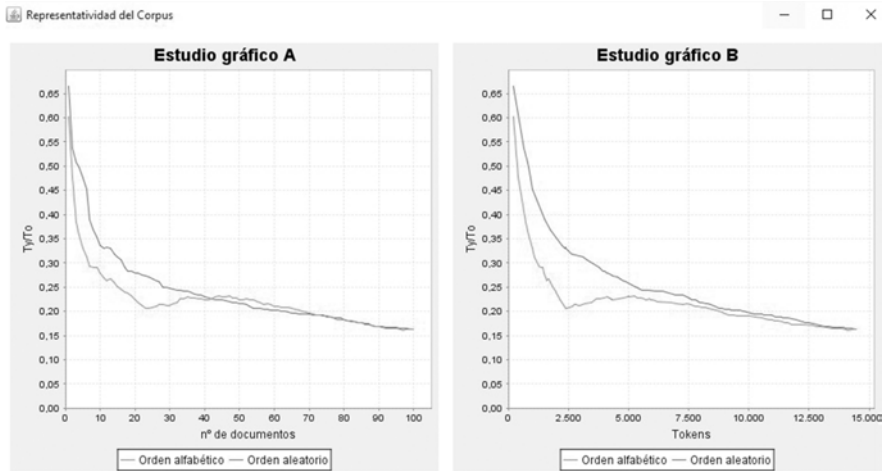 Representatividad del Corpus
Estudio gráfico A
Ty/To
0,65
0,60
0,55
0,50
0,45
0,40
0,35
0,30
0,25
0,20
0,15
0,10
0,05
0,00
0 10 20 30 40 50 60 70 80 90 100
nº de documentos
Orden alfabético Orden aleatorio
Estudio gráfico B
Ty/To
0,65
0,60
0,55
0,50
0,45
0,40
0,35
0,30
0,25
0,20
0,15
0,10
0,05
0,00
0 2.500 5.000 7.500 10.000 12.500 15.000
Tokens
Orden alfabético Orden aleatorio